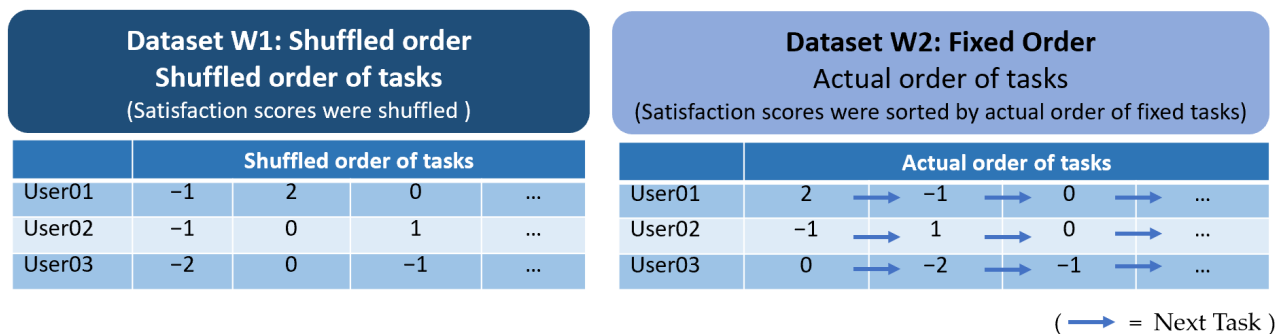 Dataset W1: Shuffled order
Shuffled order of tasks
(Satisfaction scores were shuffled )
Shuffled order of tasks
User01 −1 2 0 ...
User02 −1 0 1 ...
User03 −2 0 −1 ...
Dataset W2: Fixed Order
Actual order of tasks
(Satisfaction scores were sorted by actual order of fixed tasks)
Actual order of tasks
User01 2 −1 0 ...
User02 −1 1 0 ...
User03 0 −2 −1 ...
( = Next Task )